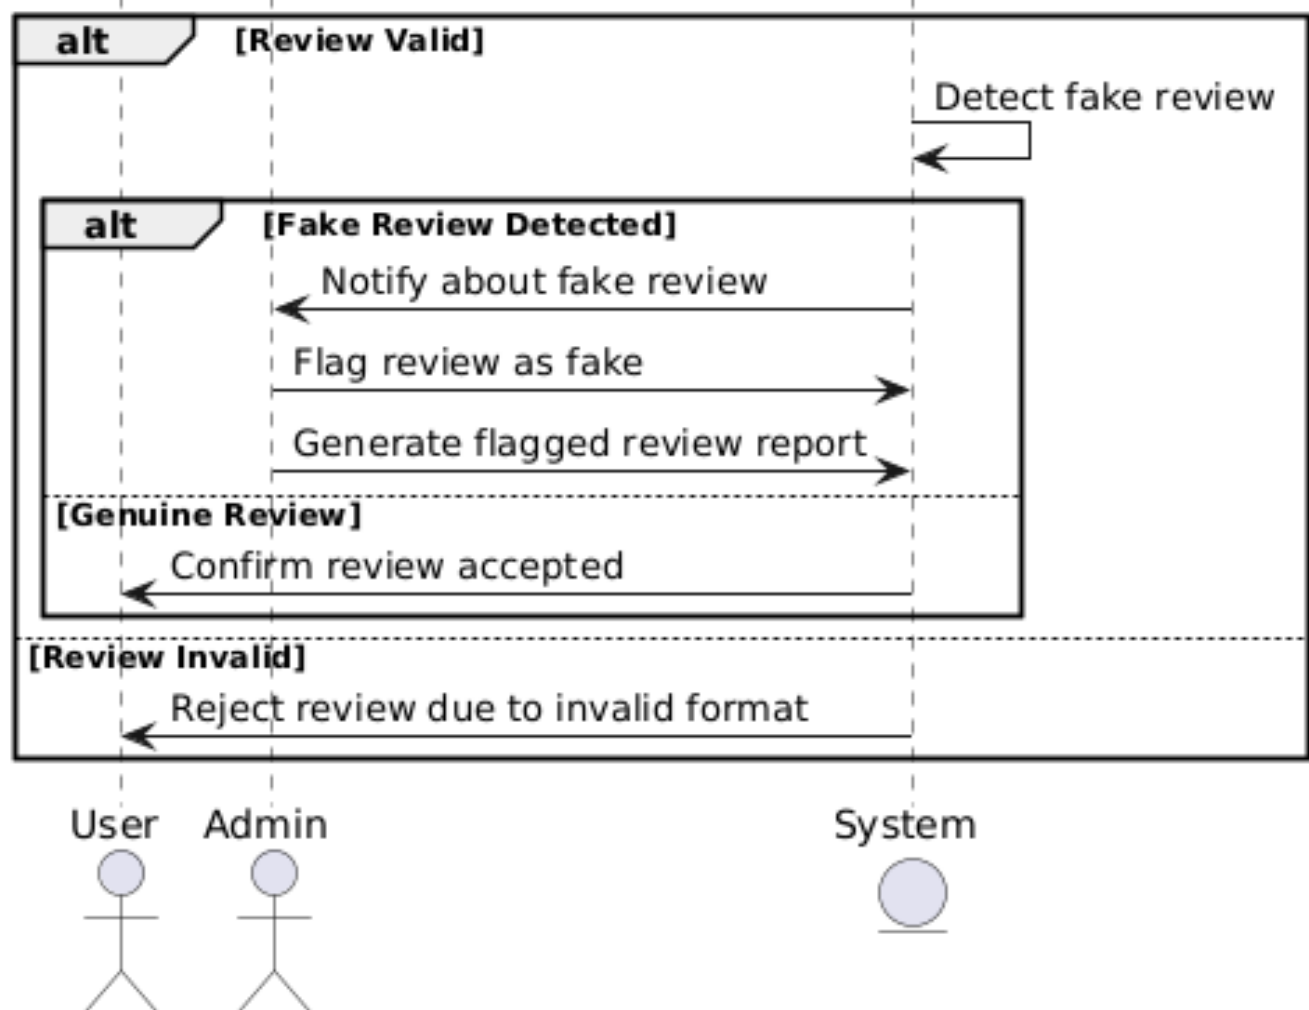 alt [Review Valid]
Detect fake review
alt [Fake Review Detected]
Notify about fake review
Flag review as fake
Generate flagged review report
[Genuine Review]
Confirm review accepted
[Review Invalid]
Reject review due to invalid format
User Admin System